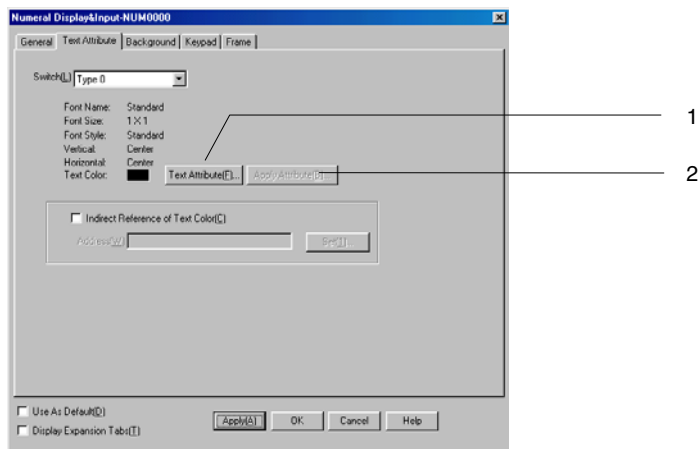 Numeral Display&Input-NUM0000
General Text Attribute Background Keypad Frame
Switch(L) Type 0
Font Name: Standard
Font Size: 1 X 1
Font Style: Standard
Vertical: Center
Horizontal: Center
Text Color: Text Attribute(F)... Apply Attribute(B)...
Indirect Reference of Text Color(C)
Address(W)
Set(1)...
Use As Default(D)
Display Expansion Tabs(T)
Apply(A) OK Cancel Help
1
2